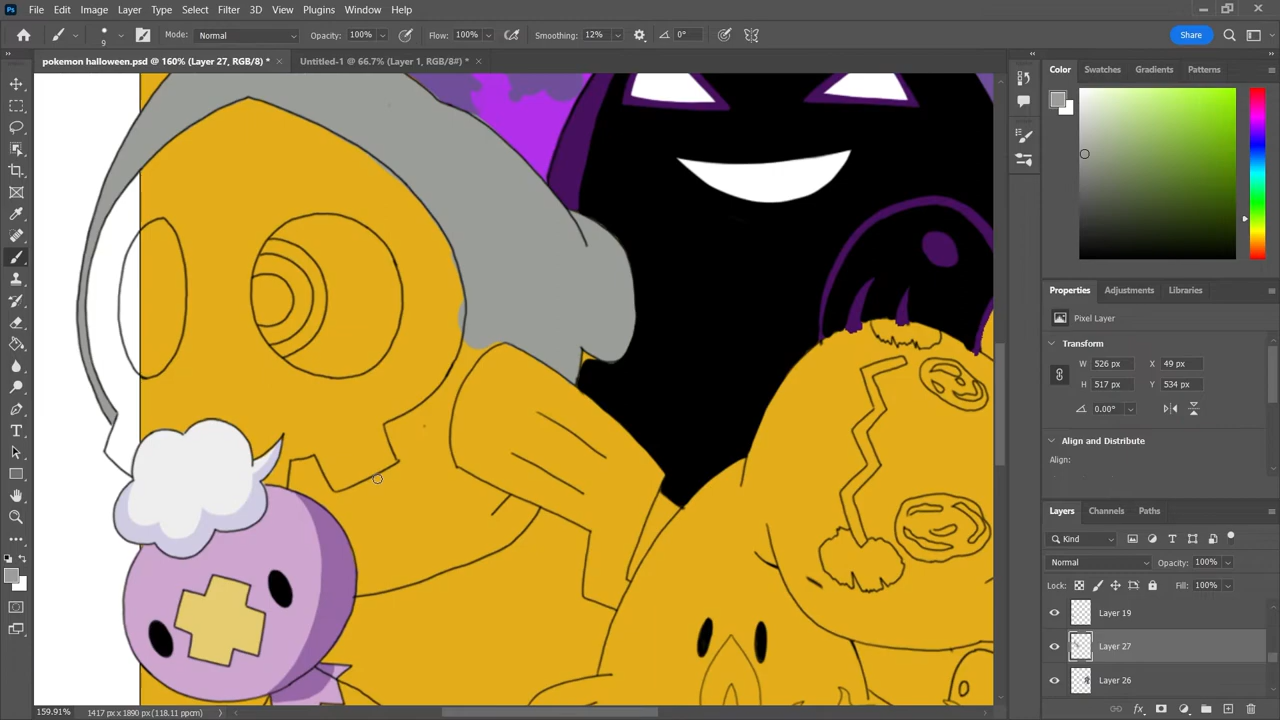 Ps File Edit Image Layer Type Select Filter 3D View Plugins Window Help
9 Mode: Normal Opacity: 100% Flow: 100% Smoothing: 12% 0° Share
pokemon halloween.psd @ 160% (Layer 27, RGB/8) * × Untitled-1 @ 66.7% (Layer 1, RGB/8#) * ×
Color Swatches Gradients Patterns
Properties Adjustments Libraries
Pixel Layer
Transform
W 526 px X 49 px
H 517 px Y 534 px
0.00°
Align and Distribute
Align:
Layers Channels Paths
Kind
Normal Opacity: 100%
Lock: Fill: 100%
Layer 19
Layer 27
Layer 26
159.91% 1417 px x 1890 px (118.11 ppcm)